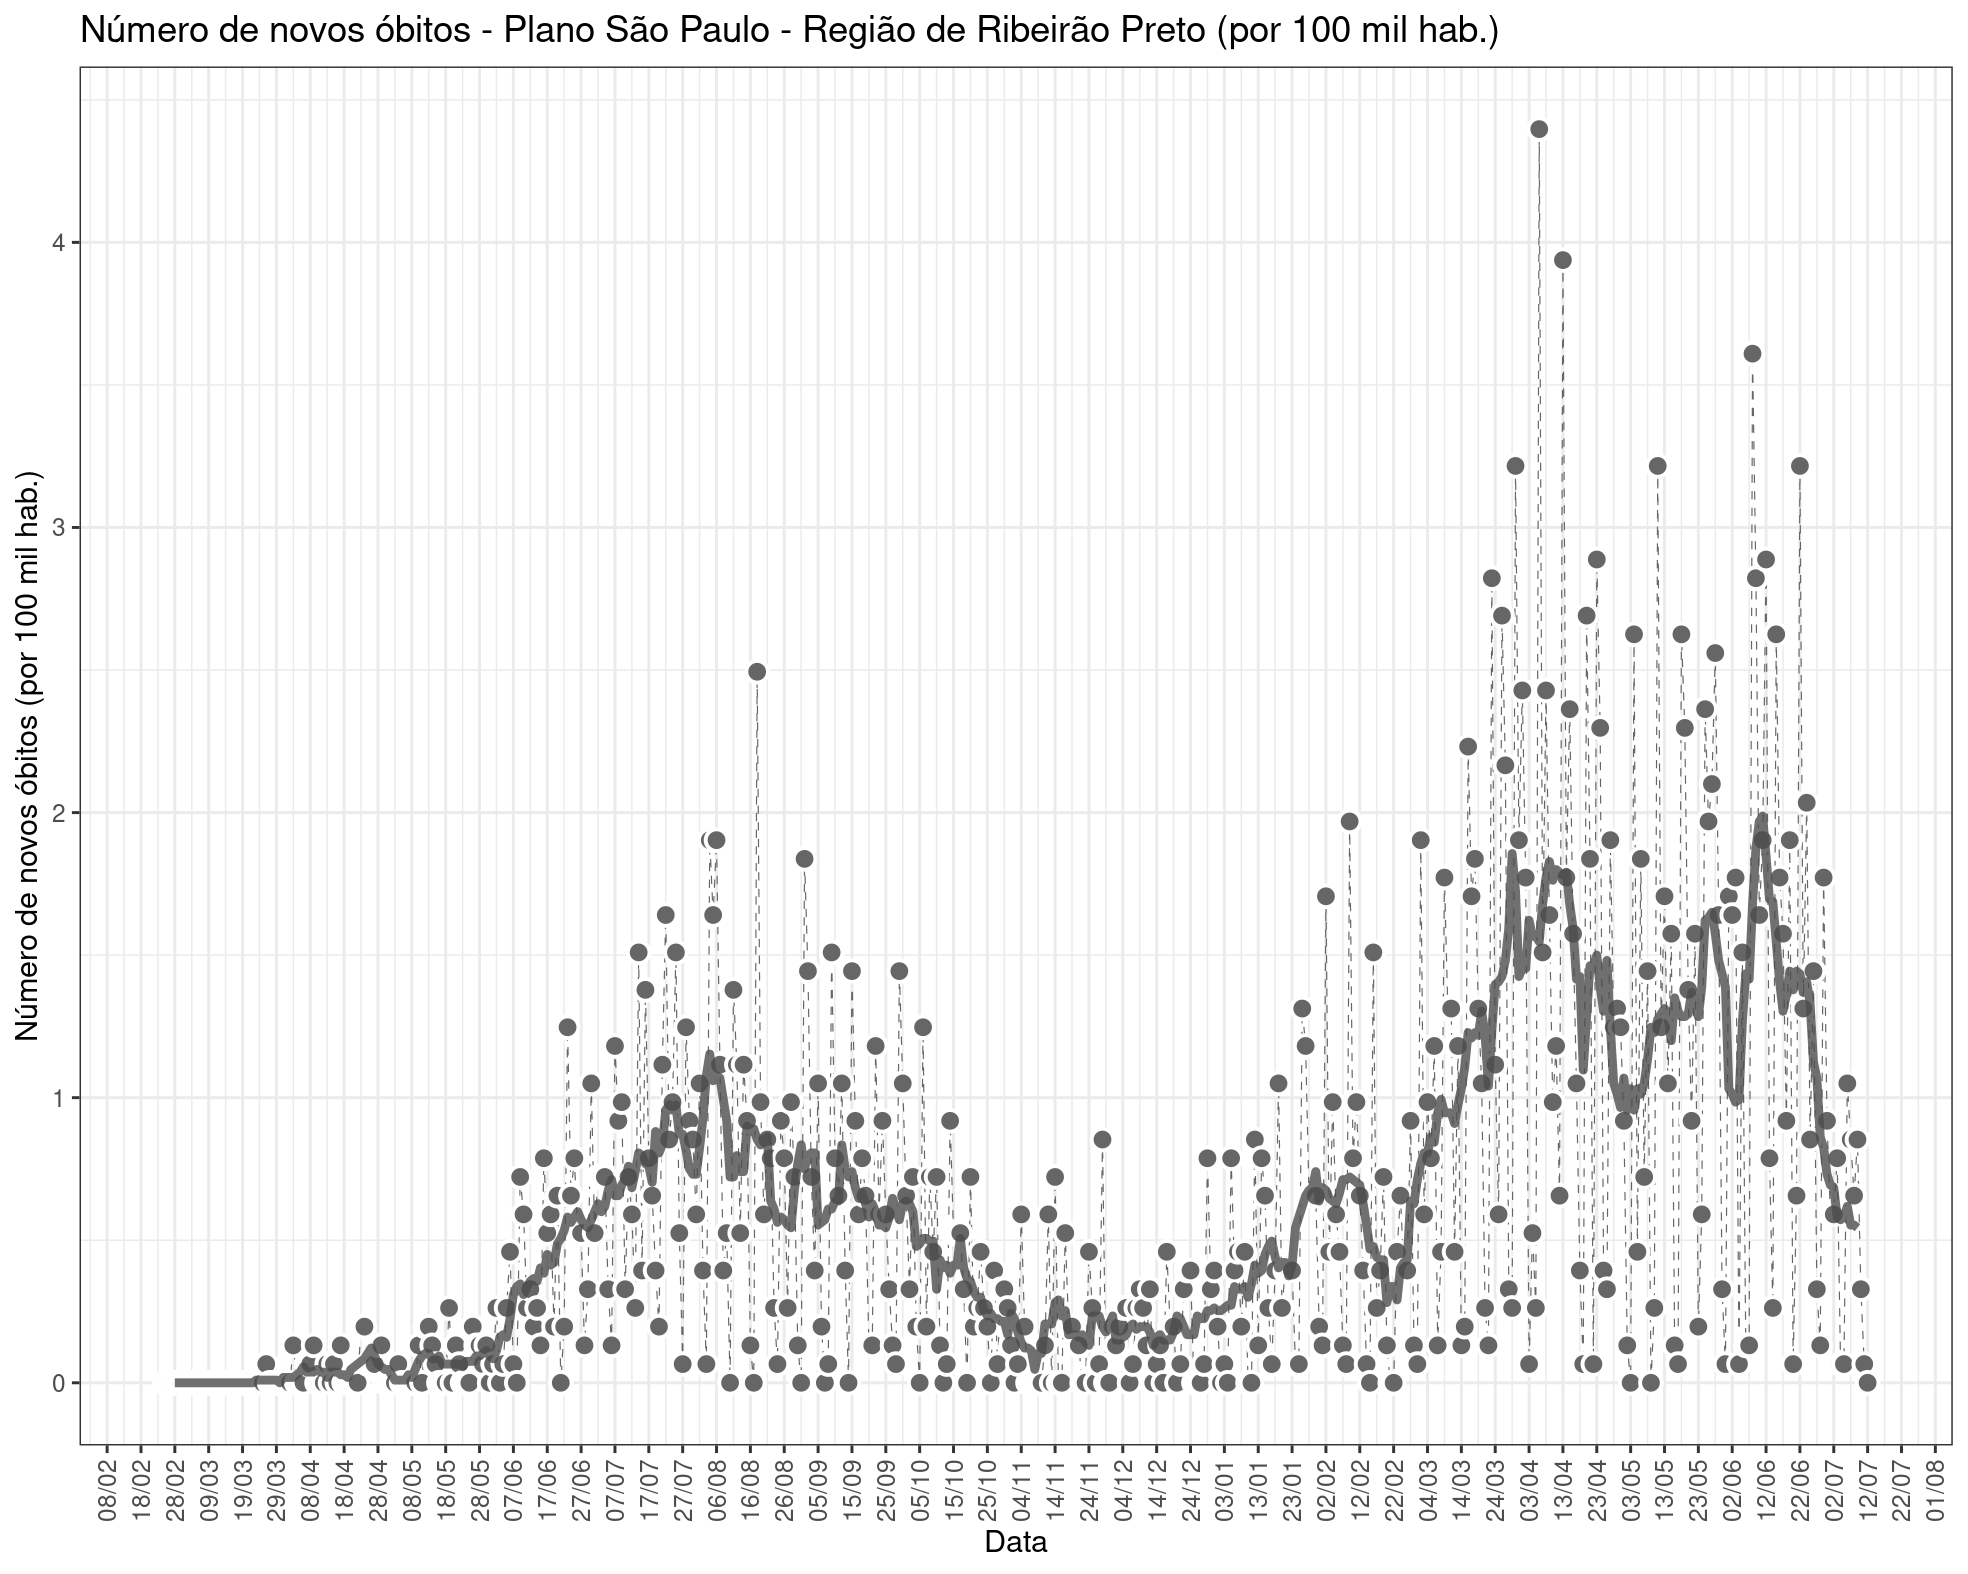 Número de novos óbitos - Plano São Paulo - Região de Ribeirão Preto (por 100 mil hab.)
Número de novos óbitos (por 100 mil hab.)
4
3
2
1
0
08/02 18/02 28/02 09/03 19/03 29/03 08/04 18/04 28/04 08/05 18/05 28/05 07/06 17/06 27/06 07/07 17/07 27/07 06/08 16/08 26/08 05/09 15/09 25/09 05/10 15/10 25/10 04/11 14/11 24/11 04/12 14/12 24/12 03/01 13/01 23/01 02/02 12/02 22/02 04/03 14/03 24/03 03/04 13/04 23/04 03/05 13/05 23/05 02/06 12/06 22/06 02/07 12/07 22/07 01/08
Data